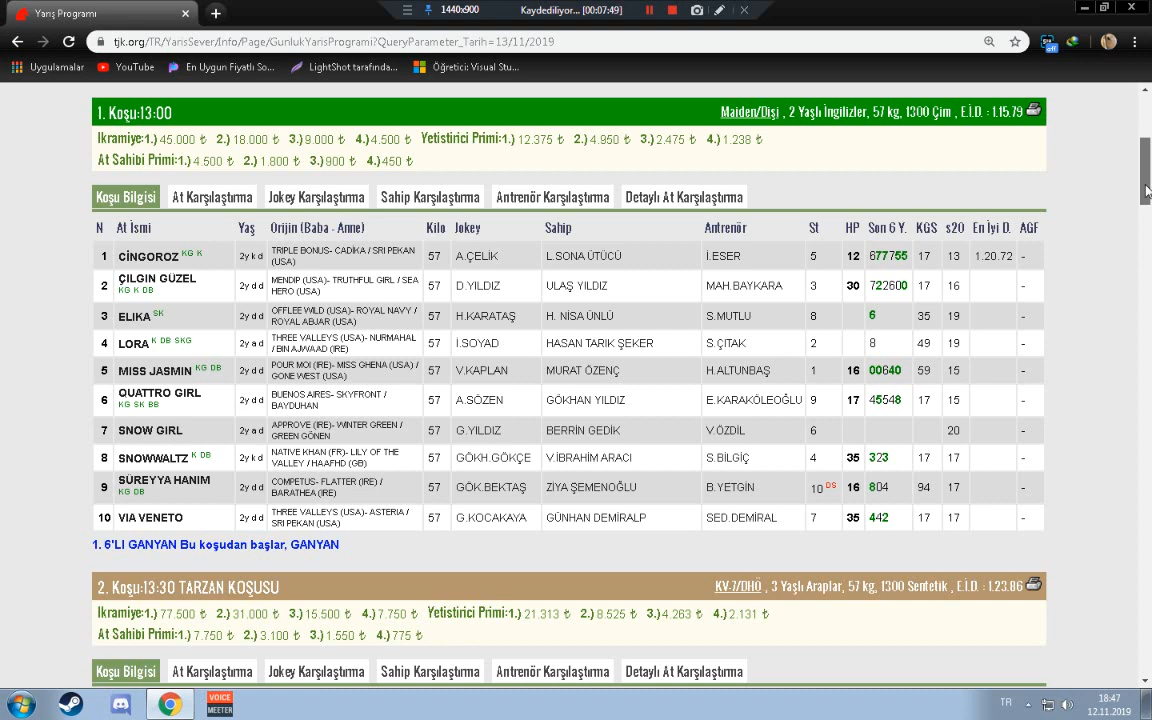 1440x900 Kaydediliyor... [00:07:49]
Yarış Programı
tjk.org/TR/YarisSever/Info/Page/GunlukYarisProgrami?QueryParameter_Tarih=13/11/2019
Uygulamalar YouTube En Uygun Fiyatlı So... LightShot tarafında... Öğretici: Visual Stu...
1. Koşu:13:00 Maiden/Dişi , 2 Yaşlı İngilizler, 57 kg, 1300 Çim , E.İ.D. : 1.15.79
İkramiye:1.) 45.000 ₺ 2.) 18.000 ₺ 3.) 9.000 ₺ 4.) 4.500 ₺ Yetistirici Primi:1.) 12.375 ₺ 2.) 4.950 ₺ 3.) 2.475 ₺ 4.) 1.238 ₺
At Sahibi Primi:1.) 4.500 ₺ 2.) 1.800 ₺ 3.) 900 ₺ 4.) 450 ₺
Koşu Bilgisi At Karşılaştırma Jokey Karşılaştırma Sahip Karşılaştırma Antrenör Karşılaştırma Detaylı At Karşılaştırma
N At İsmi Yaş Orijin (Baba - Anne) Kilo Jokey Sahip Antrenör St HP Son 6 Y. KGS s20 En İyi D. AGF
1 CİNGOROZ KG K 2y k d TRIPLE BONUS- CADİKA / SRI PEKAN (USA) 57 A.ÇELİK L.SONA ÜTÜCÜ İ.ESER 5 12 677755 17 13 1.20.72 -
2 ÇILGIN GÜZEL KG K DB 2y d d MENDIP (USA)- TRUTHFUL GIRL / SEA HERO (USA) 57 D.YILDIZ ULAŞ YILDIZ MAH.BAYKARA 3 30 722600 17 16 -
3 ELIKA SK 2y d d OFFLEE WILD (USA)- ROYAL NAVY / ROYAL ABJAR (USA) 57 H.KARATAŞ H. NİSA ÜNLÜ S.MUTLU 8 6 35 19 -
4 LORA K DB SKG 2y a d THREE VALLEYS (USA)- NURMAHAL / BIN AJWAAD (IRE) 57 İ.SOYAD HASAN TARIK ŞEKER S.ÇITAK 2 8 49 19 -
5 MISS JASMIN KG DB 2y d d POUR MOI (IRE)- MISS GHENA (USA) / GONE WEST (USA) 57 V.KAPLAN MURAT ÖZENÇ H.ALTUNBAŞ 1 16 00640 59 15 -
6 QUATTRO GIRL KG SK BB 2y d d BUENOS AIRES- SKYFRONT / BAYDUHAN 57 A.SÖZEN GÖKHAN YILDIZ E.KARAKÖLEOĞLU 9 17 45548 17 15 -
7 SNOW GIRL 2y a d APPROVE (IRE)- WINTER GREEN / GREEN GÖNEN 57 G.YILDIZ BERRİN GEDİK V.ÖZDİL 6 20 -
8 SNOWWALTZ K DB 2y k d NATIVE KHAN (FR)- LILY OF THE VALLEY / HAAFHD (GB) 57 GÖKH.GÖKÇE V.İBRAHİM ARACI S.BİLGİÇ 4 35 323 17 17 -
9 SÜREYYA HANIM KG DB 2y d d COMPETUS- FLATTER (IRE) / BARATHEA (IRE) 57 GÖK.BEKTAŞ ZİYA ŞEMENOĞLU B.YETGİN 10 DS 16 804 94 17 -
10 VIA VENETO 2y d d THREE VALLEYS (USA)- ASTERIA / SRI PEKAN (USA) 57 G.KOCAKAYA GÜNHAN DEMİRALP SED.DEMİRAL 7 35 442 17 17 -
1. 6'LI GANYAN Bu koşudan başlar, GANYAN
2. Koşu:13:30 TARZAN KOŞUSU KV-7/DHÖ , 3 Yaşlı Araplar, 57 kg, 1300 Sentetik , E.İ.D. : 1.23.86
İkramiye:1.) 77.500 ₺ 2.) 31.000 ₺ 3.) 15.500 ₺ 4.) 7.750 ₺ Yetistirici Primi:1.) 21.313 ₺ 2.) 8.525 ₺ 3.) 4.263 ₺ 4.) 2.131 ₺
At Sahibi Primi:1.) 7.750 ₺ 2.) 3.100 ₺ 3.) 1.550 ₺ 4.) 775 ₺
Koşu Bilgisi At Karşılaştırma Jokey Karşılaştırma Sahip Karşılaştırma Antrenör Karşılaştırma Detaylı At Karşılaştırma
VOICE
MEETER
TR 18:47
12.11.2019